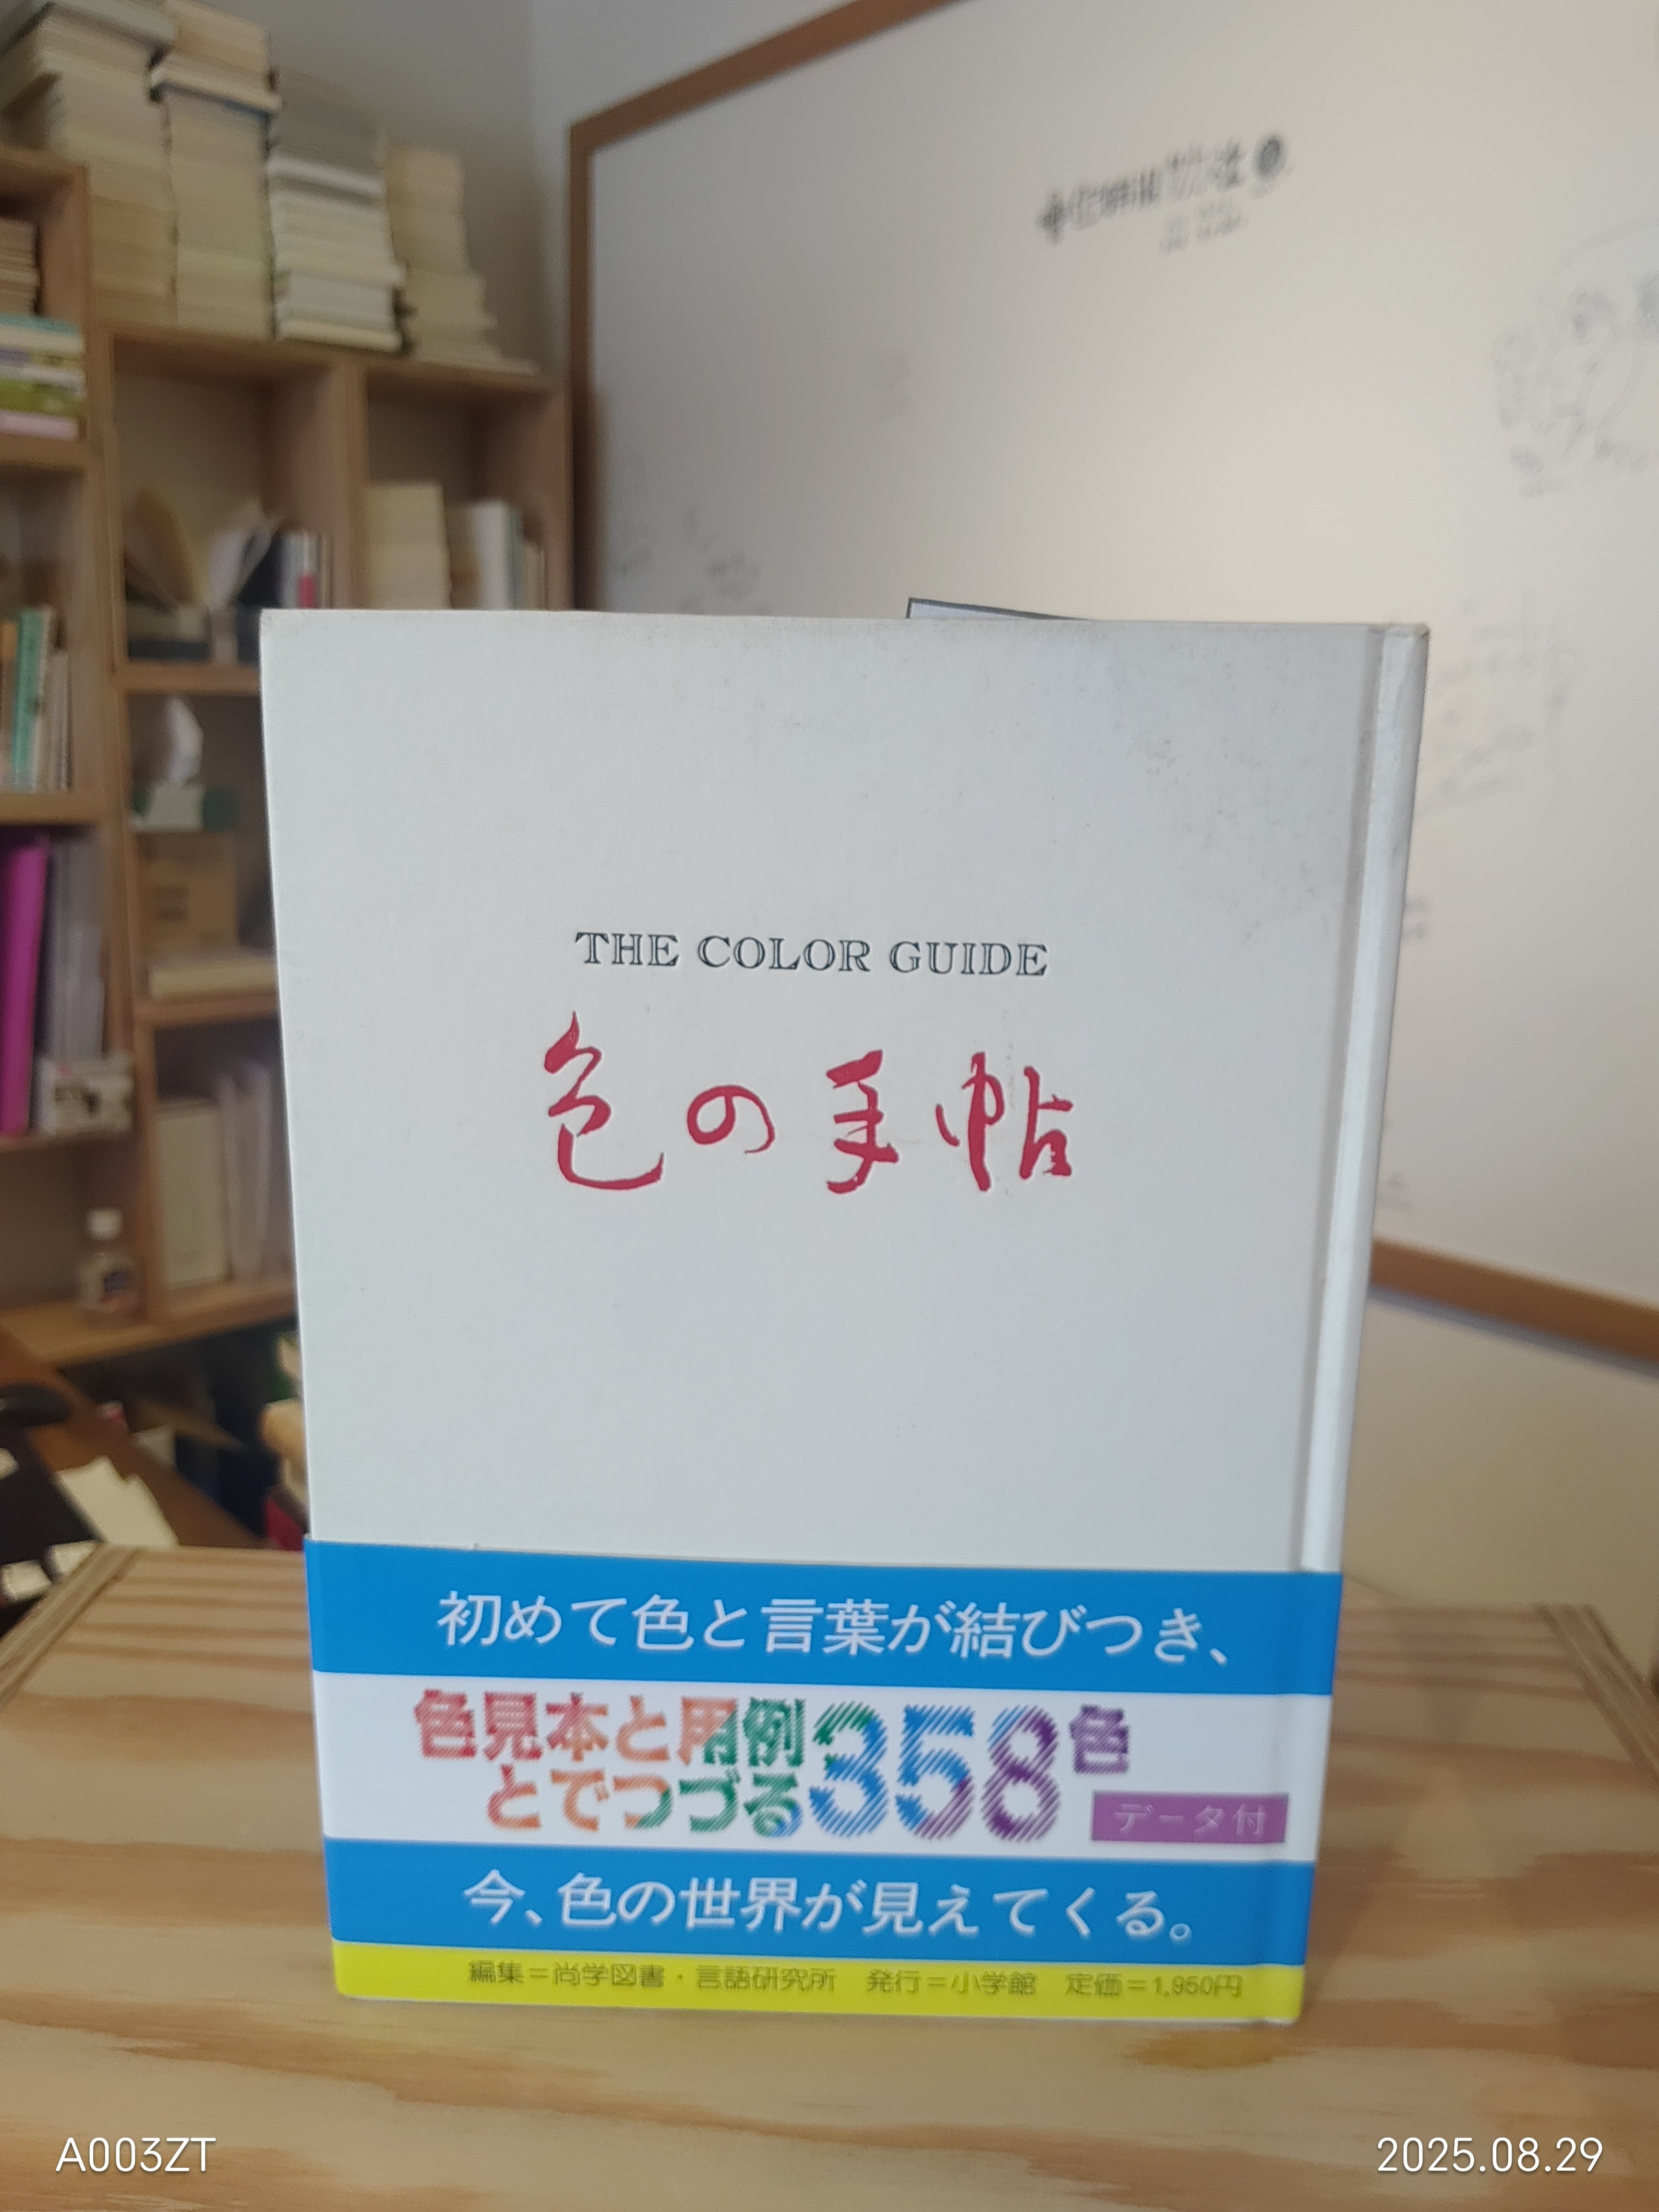 THE COLOR GUIDE
色の手帖
初めて色と言葉が結びつき、
色見本と用例358色
とでつづる
データ付
今、色の世界が見えてくる。
編集=尚学図書・言語研究所 発行=小学館 定価=1,950円
A003ZT
2025.08.29